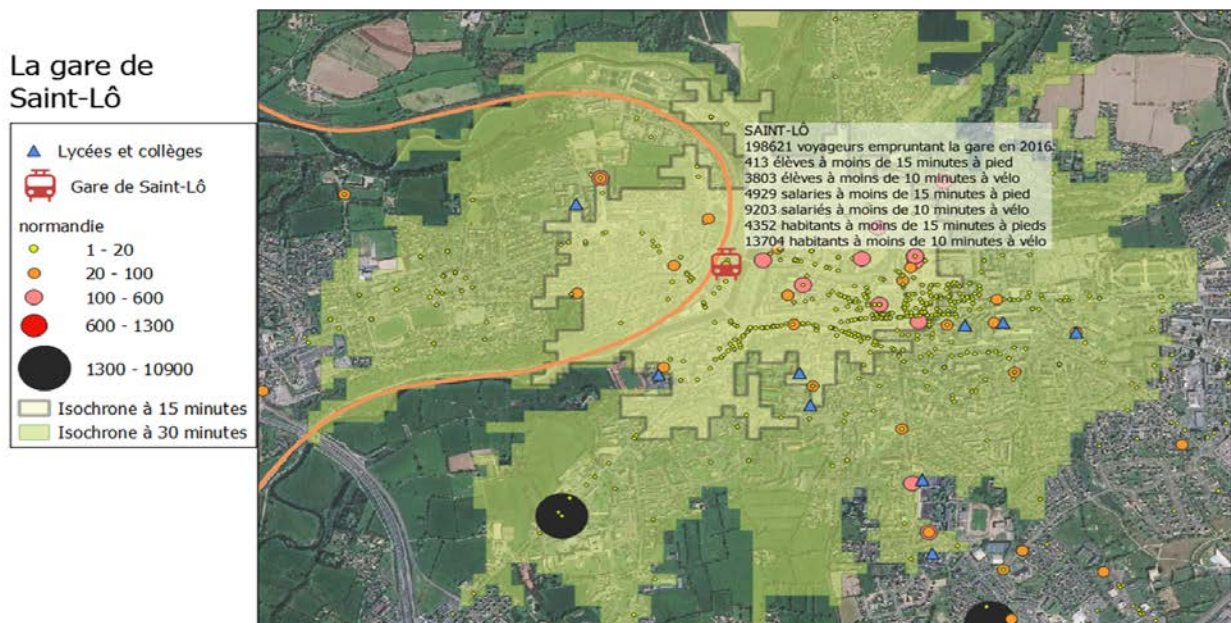 La gare de
Saint-Lô
Lycées et collèges
Gare de Saint-Lô
normandie
1 - 20
20 - 100
100 - 600
600 - 1300
1300 - 10900
Isochrone à 15 minutes
Isochrone à 30 minutes
SAINT-LÔ
198621 voyageurs empruntant la gare en 2016:
413 élèves à moins de 15 minutes à pied
3803 élèves à moins de 10 minutes à vélo
4929 salaries à moins de 15 minutes à pied
9203 salariés à moins de 10 minutes à vélo
4352 habitants à moins de 15 minutes à pieds
13704 habitants à moins de 10 minutes à vélo